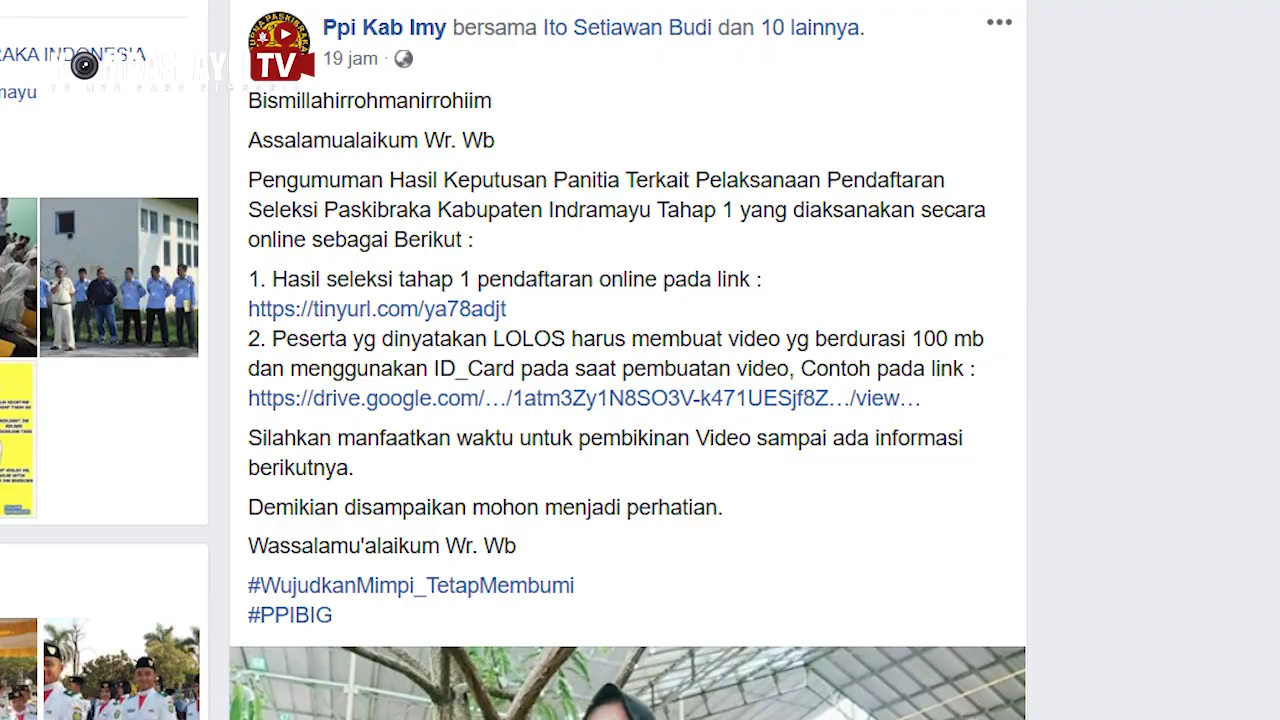 Ppi Kab Imy bersama Ito Setiawan Budi dan 10 lainnya.
19 jam ·
RAKA INDONESIA
TV
mayu
Bismillahirrohmanirrohiim
Assalamualaikum Wr. Wb
Pengumuman Hasil Keputusan Panitia Terkait Pelaksanaan Pendaftaran
Seleksi Paskibraka Kabupaten Indramayu Tahap 1 yang diaksanakan secara
online sebagai Berikut :
1. Hasil seleksi tahap 1 pendaftaran online pada link :
https://tinyurl.com/ya78adjt
2. Peserta yg dinyatakan LOLOS harus membuat video yg berdurasi 100 mb
dan menggunakan ID_Card pada saat pembuatan video, Contoh pada link :
https://drive.google.com/…/1atm3Zy1N8SO3V-k471UESjf8Z…/view…
Silahkan manfaatkan waktu untuk pembikinan Video sampai ada informasi
berikutnya.
Demikian disampaikan mohon menjadi perhatian.
Wassalamu'alaikum Wr. Wb
#WujudkanMimpi_TetapMembumi
#PPIBIG